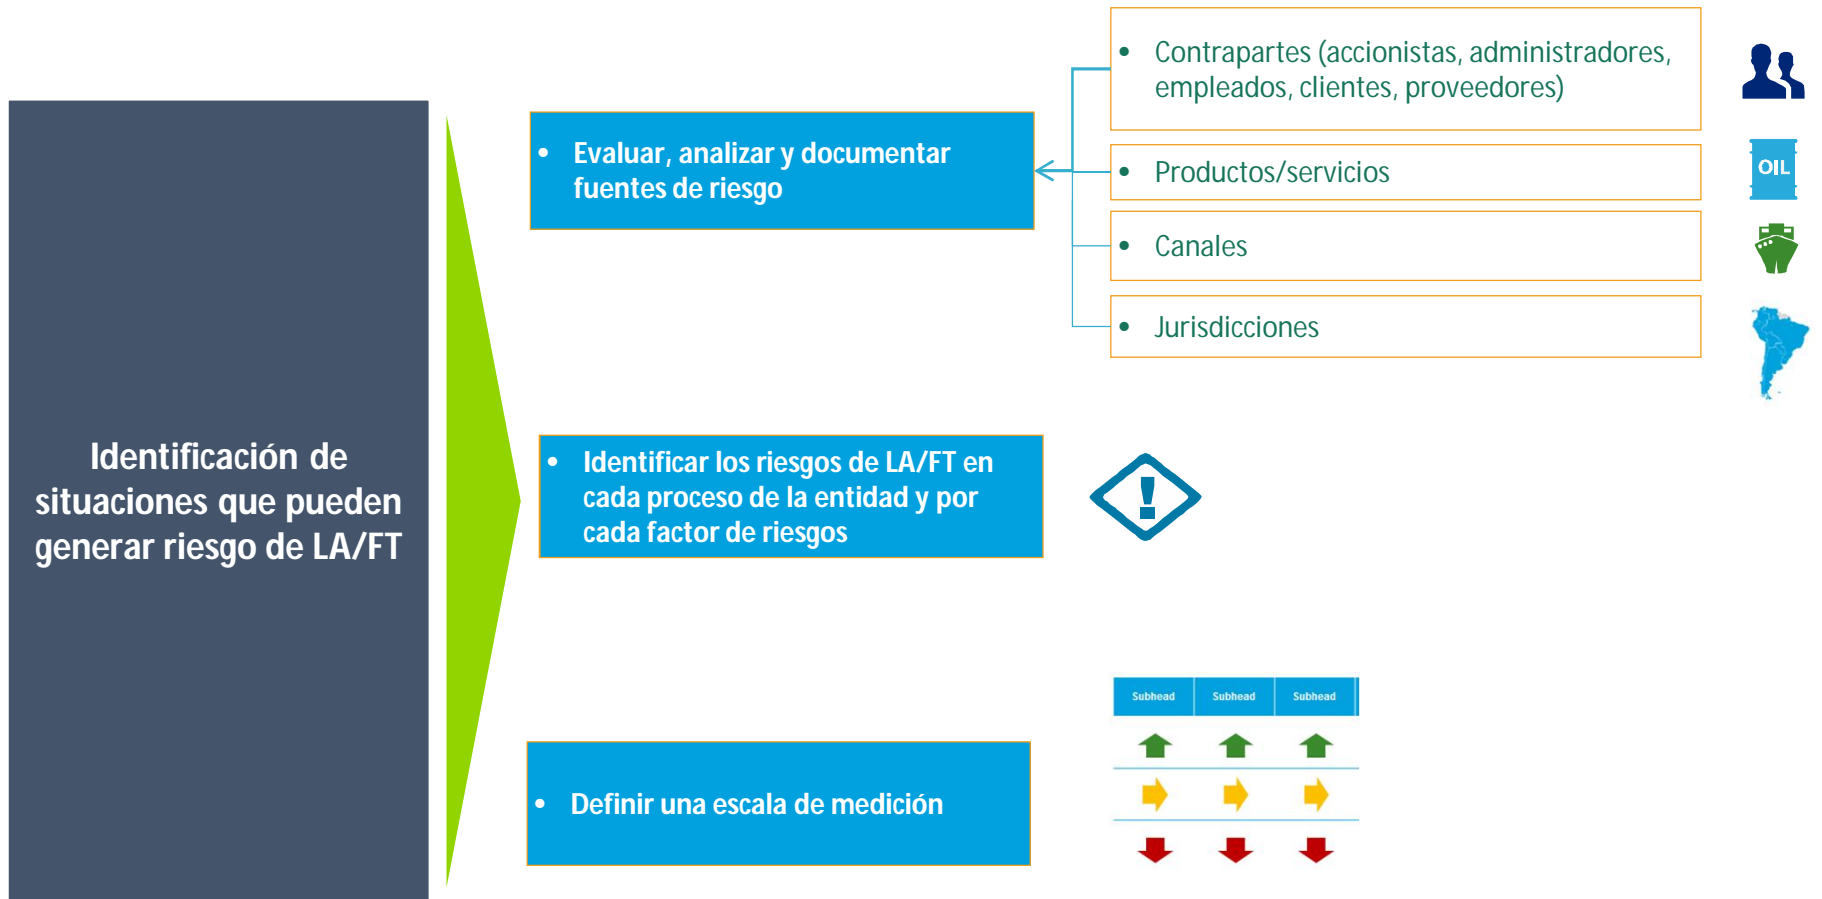 Identificación de
situaciones que pueden
generar riesgo de LA/FT
• Evaluar, analizar y documentar
fuentes de riesgo
• Contrapartes (accionistas, administradores,
empleados, clientes, proveedores)
• Productos/servicios
OIL
• Canales
• Jurisdicciones
• Identificar los riesgos de LA/FT en
cada proceso de la entidad y por
cada factor de riesgos
!
• Definir una escala de medición
Subhead Subhead Subhead